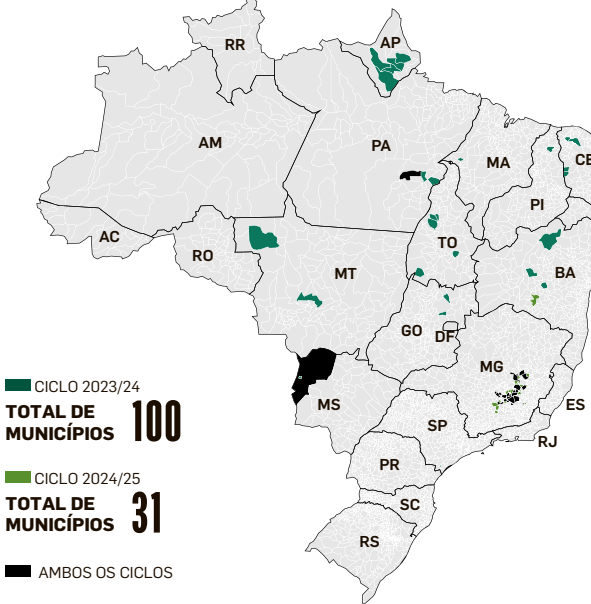 RR
AP
AM
PA
MA
CE
PI
AC
RO
TO
MT
BA
GO
DF
MG
MS
ES
SP
RJ
PR
SC
RS
CICLO 2023/24
TOTAL DE
MUNICÍPIOS 100
CICLO 2024/25
TOTAL DE
MUNICÍPIOS 31
AMBOS OS CICLOS